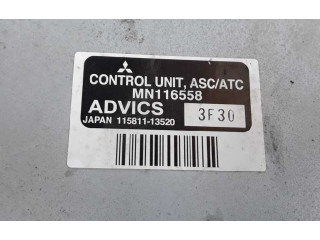 CONTROL UNIT, ASC/ATC
MN116558
ADVICS 3F30
JAPAN 115811-13520